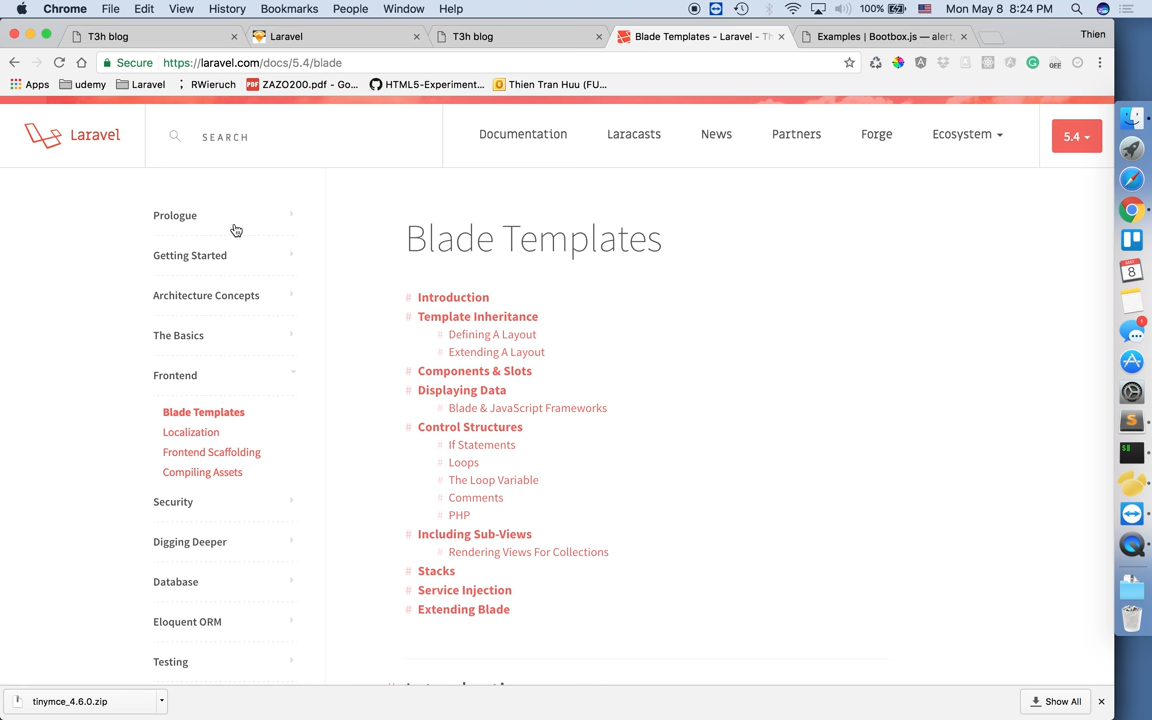 Chrome File Edit View History Bookmarks People Window Help 100% Mon May 8 8:24 PM
T3h blog
Laravel
T3h blog
Blade Templates - Laravel - Th
Examples | Bootbox.js — alert,
Thien
Secure https://laravel.com/docs/5.4/blade
Apps udemy Laravel RWieruch ZAZO200.pdf - Go... HTML5-Experiment... Thien Tran Huu (FU...
Laravel
SEARCH
Documentation Laracasts News Partners Forge Ecosystem 5.4
Prologue
Getting Started
Architecture Concepts
The Basics
Frontend
Blade Templates
Localization
Frontend Scaffolding
Compiling Assets
Security
Digging Deeper
Database
Eloquent ORM
Testing
Blade Templates
# Introduction
# Template Inheritance
# Defining A Layout
# Extending A Layout
# Components & Slots
# Displaying Data
# Blade & JavaScript Frameworks
# Control Structures
# If Statements
# Loops
# The Loop Variable
# Comments
# PHP
# Including Sub-Views
# Rendering Views For Collections
# Stacks
# Service Injection
# Extending Blade
tinymce_4.6.0.zip
Show All